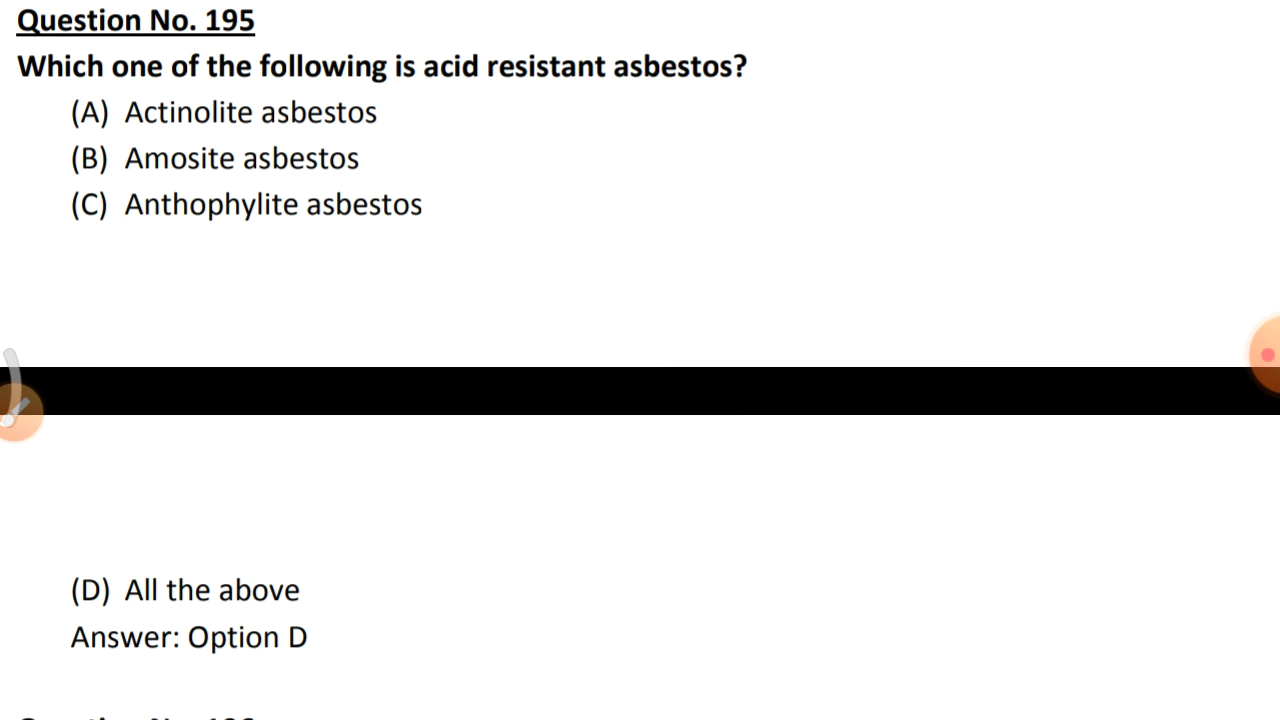 Question No. 195
Which one of the following is acid resistant asbestos?
(A) Actinolite asbestos
(B) Amosite asbestos
(C) Anthophylite asbestos
(D) All the above
Answer: Option D